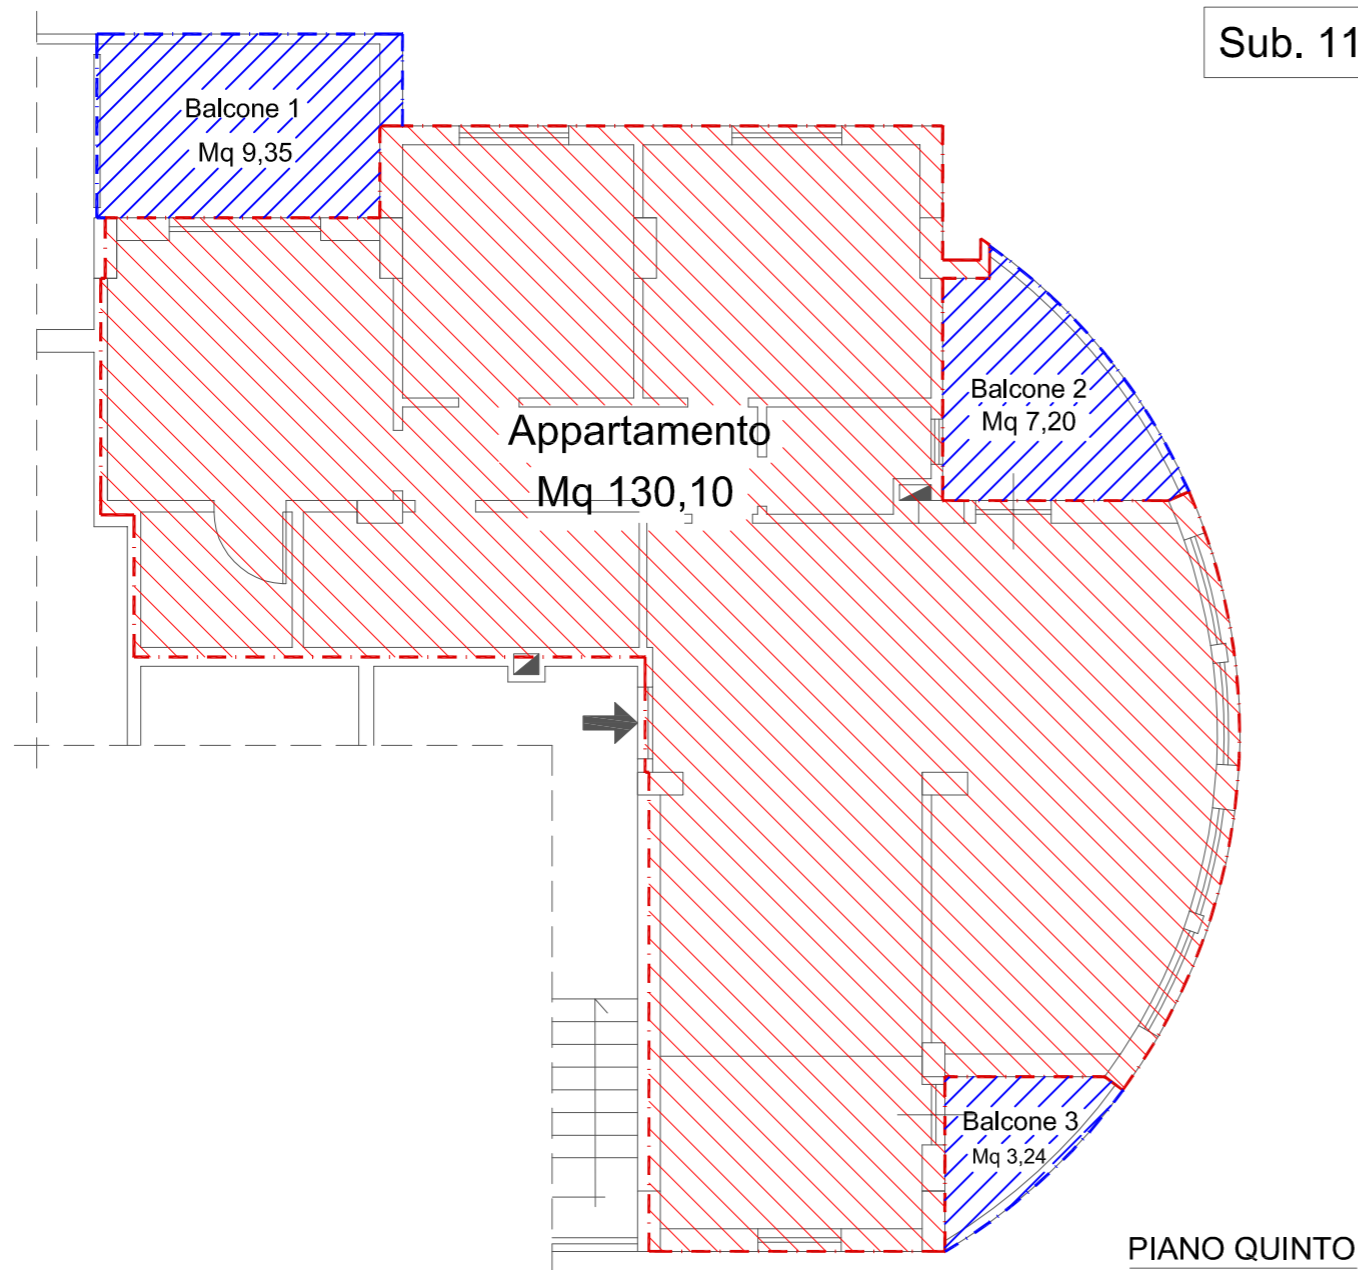 Sub. 11
Balcone 1
Mq 9,35
Balcone 2
Mq 7,20
Appartamento
Mq 130,10
Balcone 3
Mq 3,24
PIANO QUINTO